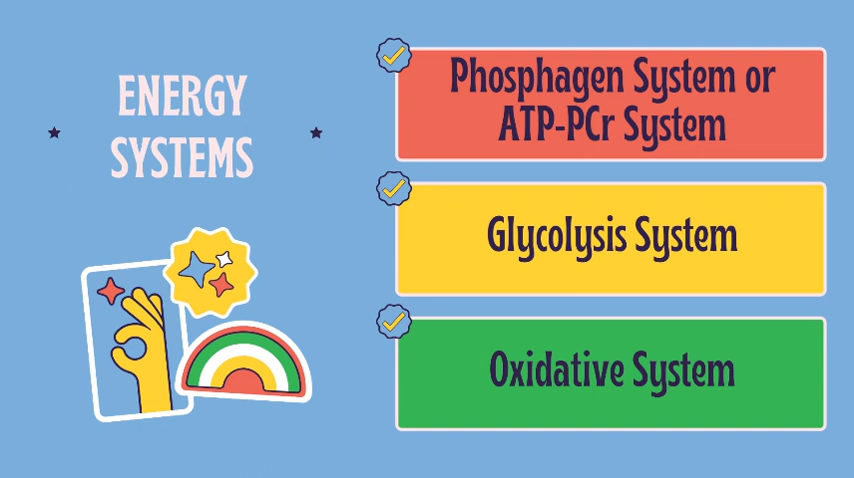 ENERGY
SYSTEMS
Phosphagen System or
ATP-PCr System
Glycolysis System
Oxidative System